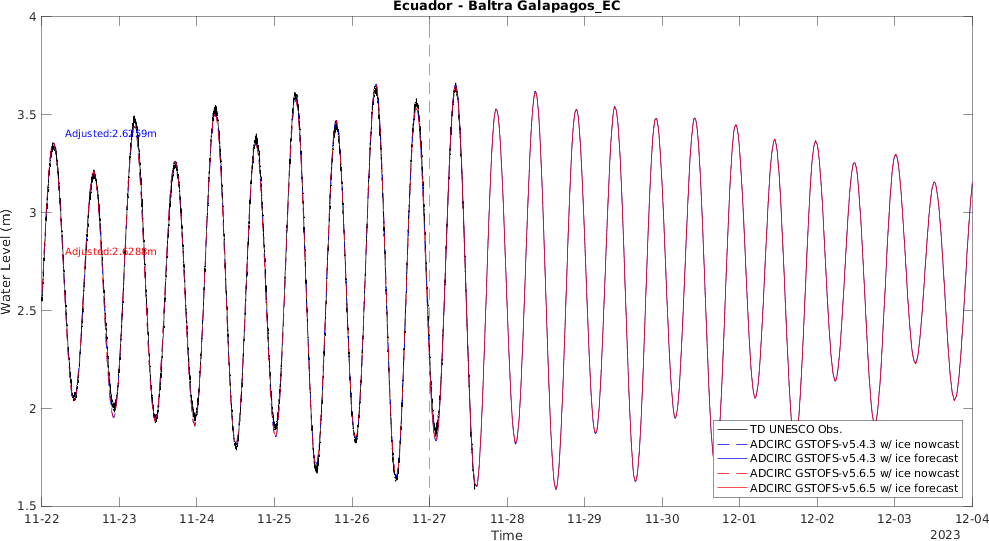 Ecuador - Baltra Galapagos_EC
4
3.5
3
2.5
2
1.5
Water Level (m)
Adjusted:2.6259m
Adjusted:2.6288m
TD UNESCO Obs.
ADCIRC GSTOFS-v5.4.3 w/ ice nowcast
ADCIRC GSTOFS-v5.4.3 w/ ice forecast
ADCIRC GSTOFS-v5.6.5 w/ ice nowcast
ADCIRC GSTOFS-v5.6.5 w/ ice forecast
11-22 11-23 11-24 11-25 11-26 11-27 11-28 11-29 11-30 12-01 12-02 12-03 12-04
Time
2023